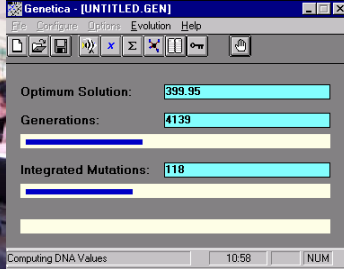 Genetica - [UNTITLED.GEN]
File Configure Options Evolution Help
x Σ
Optimum Solution: 399.95
Generations: 4139
Integrated Mutations: 118
Computing DNA Values 10:58 NUM